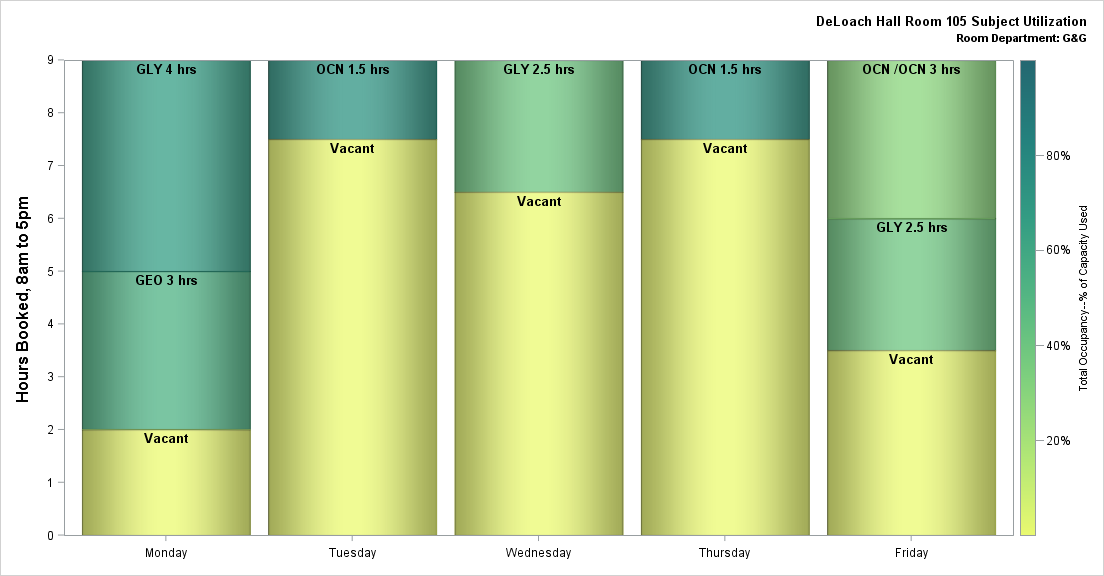 DeLoach Hall Room 105 Subject Utilization
Room Department: G&G
Hours Booked, 8am to 5pm
9
8
7
6
5
4
3
2
1
0
GLY 4 hrs
GEO 3 hrs
Vacant
OCN 1.5 hrs
Vacant
GLY 2.5 hrs
Vacant
OCN 1.5 hrs
Vacant
OCN /OCN 3 hrs
GLY 2.5 hrs
Vacant
Monday
Tuesday
Wednesday
Thursday
Friday
80%
60%
40%
20%
Total Occupancy--% of Capacity Used